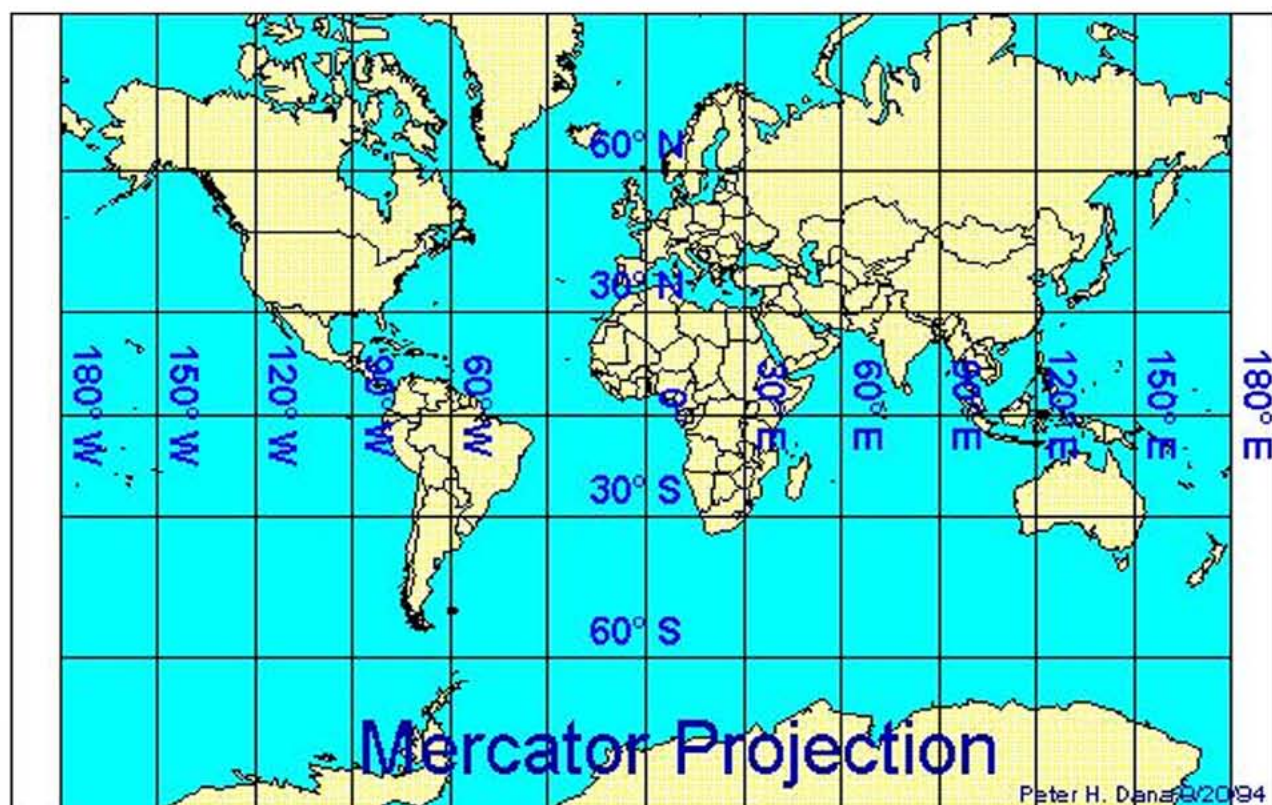 60° N
30° N
180° W
150° W
120° W
90° W
60° W
0°
30° E
60° E
90° E
120° E
150° E
180° E
30° S
60° S
Mercator Projection
Peter H. Dana 9/20/94